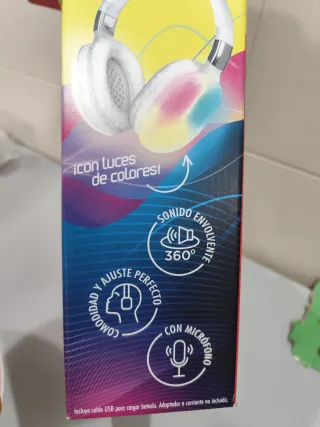 ¡Con luces
de colores!
SONIDO ENVOLVENTE
360°
COMODIDAD Y AJUSTE PERFECTO
CON MICRÓFONO
Incluye cable USB para cargar batería. Adaptador a corriente no incluido.